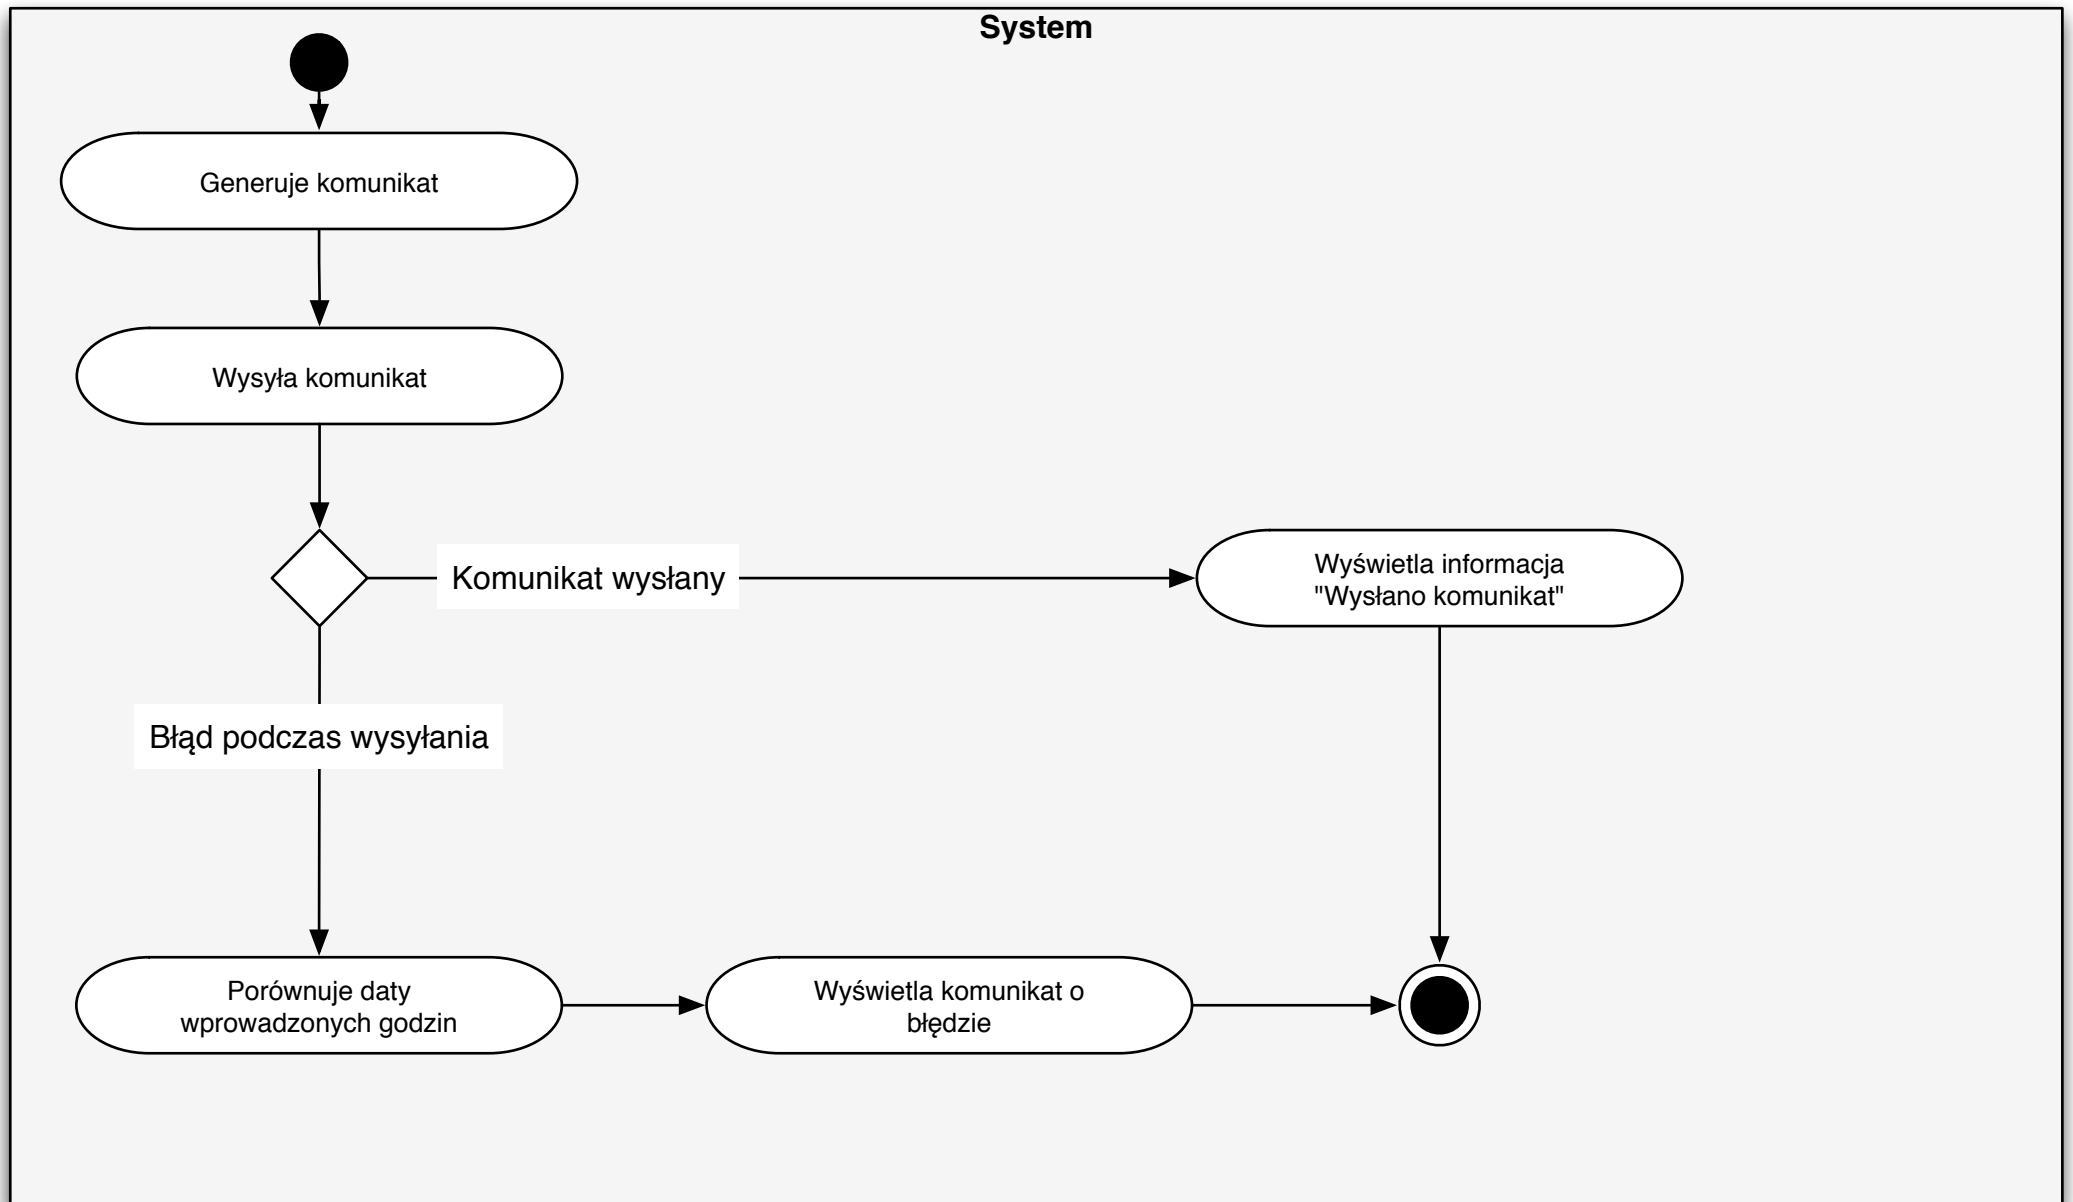 System
Generuje komunikat
Wysyła komunikat
Komunikat wysłany
Wyświetla informacja
"Wysłano komunikat"
Błąd podczas wysyłania
Porównuje daty
wprowadzonych godzin
Wyświetla komunikat o
błędzie